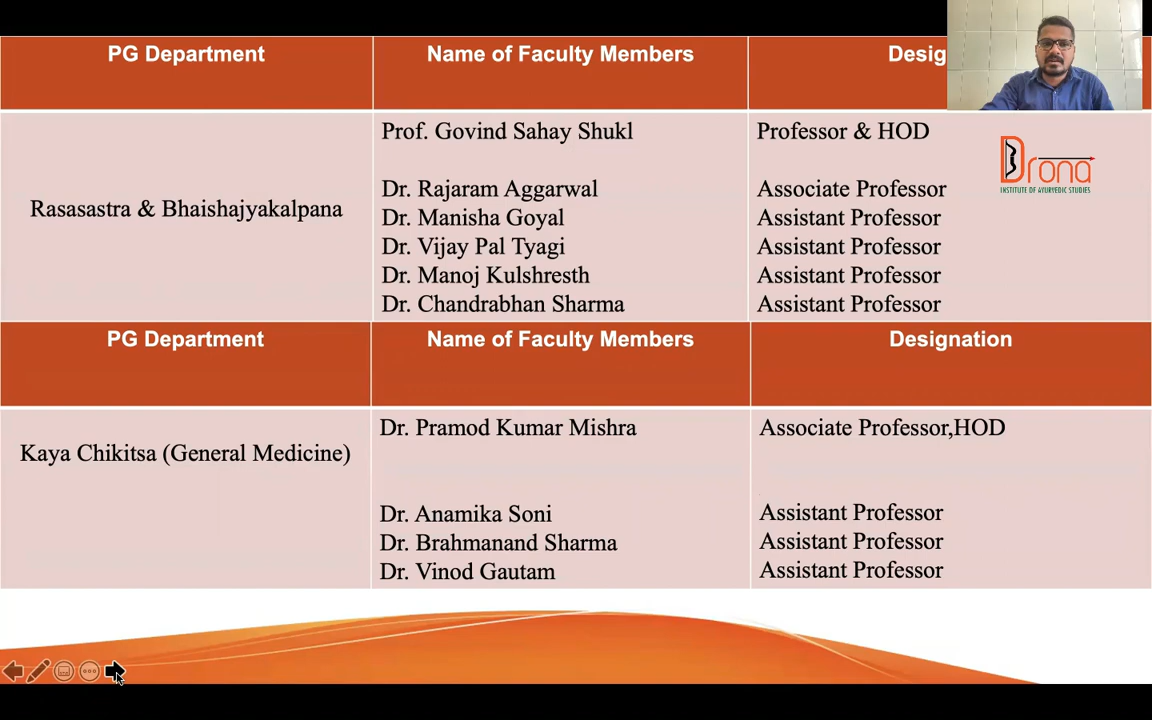 PG Department Name of Faculty Members Desig
Prof. Govind Sahay Shukl Professor & HOD
Drona
INSTITUTE OF AYURVEDIC STUDIES
Dr. Rajaram Aggarwal Associate Professor
Rasasastra & Bhaishajyakalpana
Dr. Manisha Goyal Assistant Professor
Dr. Vijay Pal Tyagi Assistant Professor
Dr. Manoj Kulshresth Assistant Professor
Dr. Chandrabhan Sharma Assistant Professor
PG Department Name of Faculty Members Designation
Dr. Pramod Kumar Mishra Associate Professor,HOD
Kaya Chikitsa (General Medicine)
Dr. Anamika Soni Assistant Professor
Dr. Brahmanand Sharma Assistant Professor
Dr. Vinod Gautam Assistant Professor